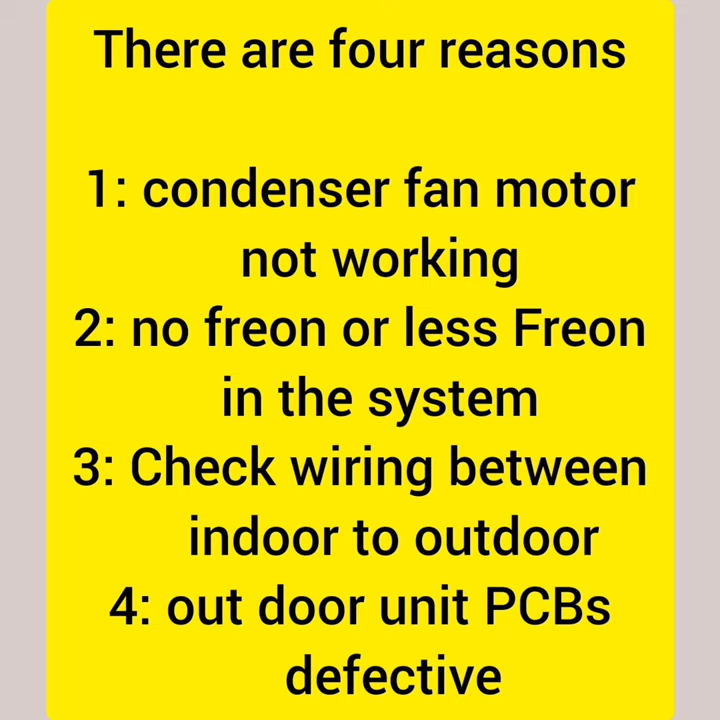 There are four reasons
1: condenser fan motor
not working
2: no freon or less Freon
in the system
3: Check wiring between
indoor to outdoor
4: out door unit PCBs
defective